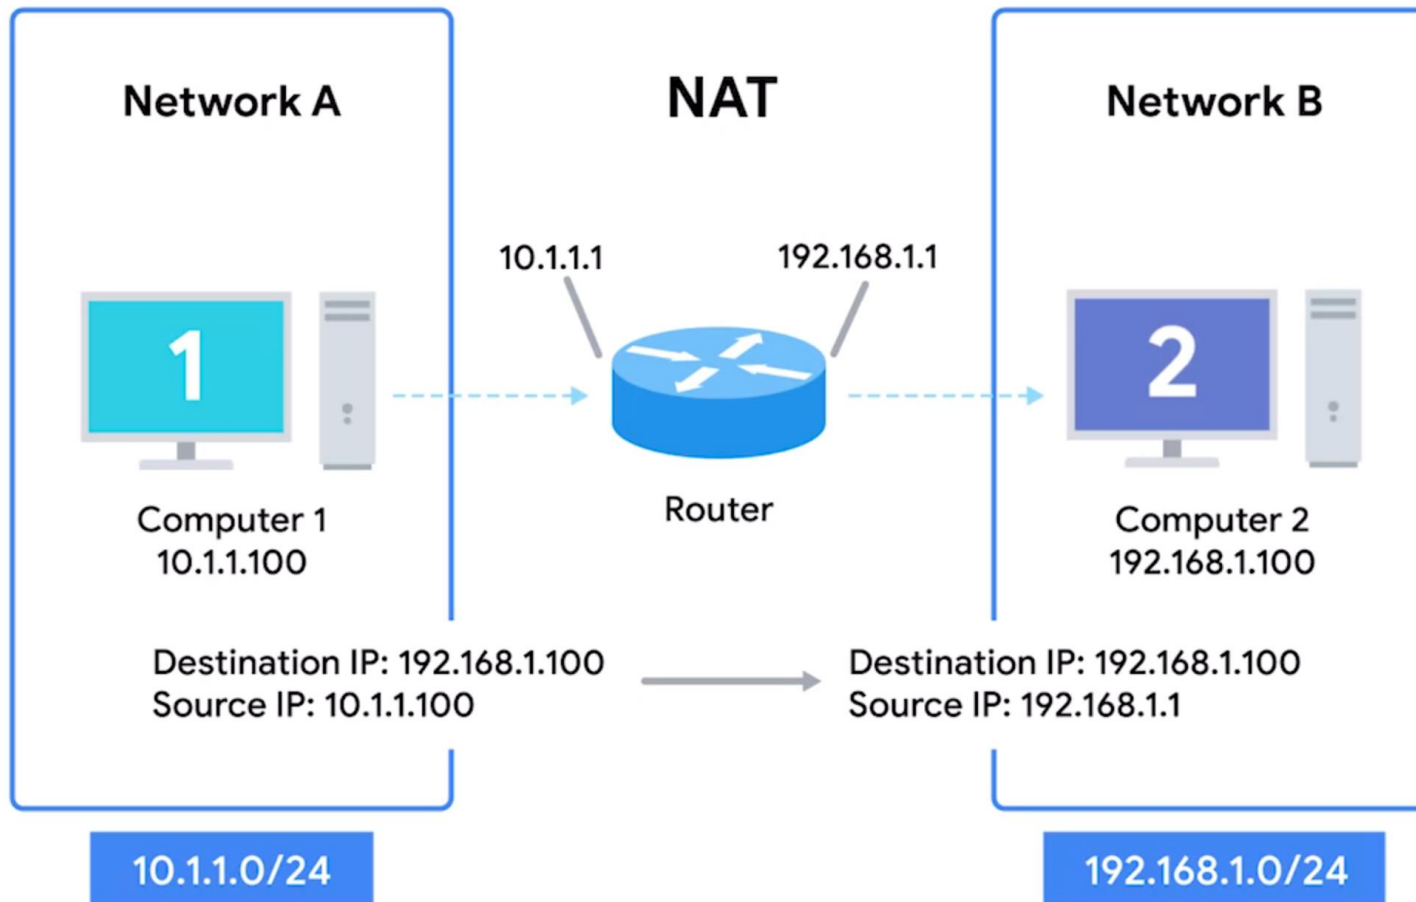 Network A
NAT
Network B
10.1.1.1
192.168.1.1
1
2
Router
Computer 1
10.1.1.100
Computer 2
192.168.1.100
Destination IP: 192.168.1.100
Source IP: 10.1.1.100
Destination IP: 192.168.1.100
Source IP: 192.168.1.1
10.1.1.0/24
192.168.1.0/24